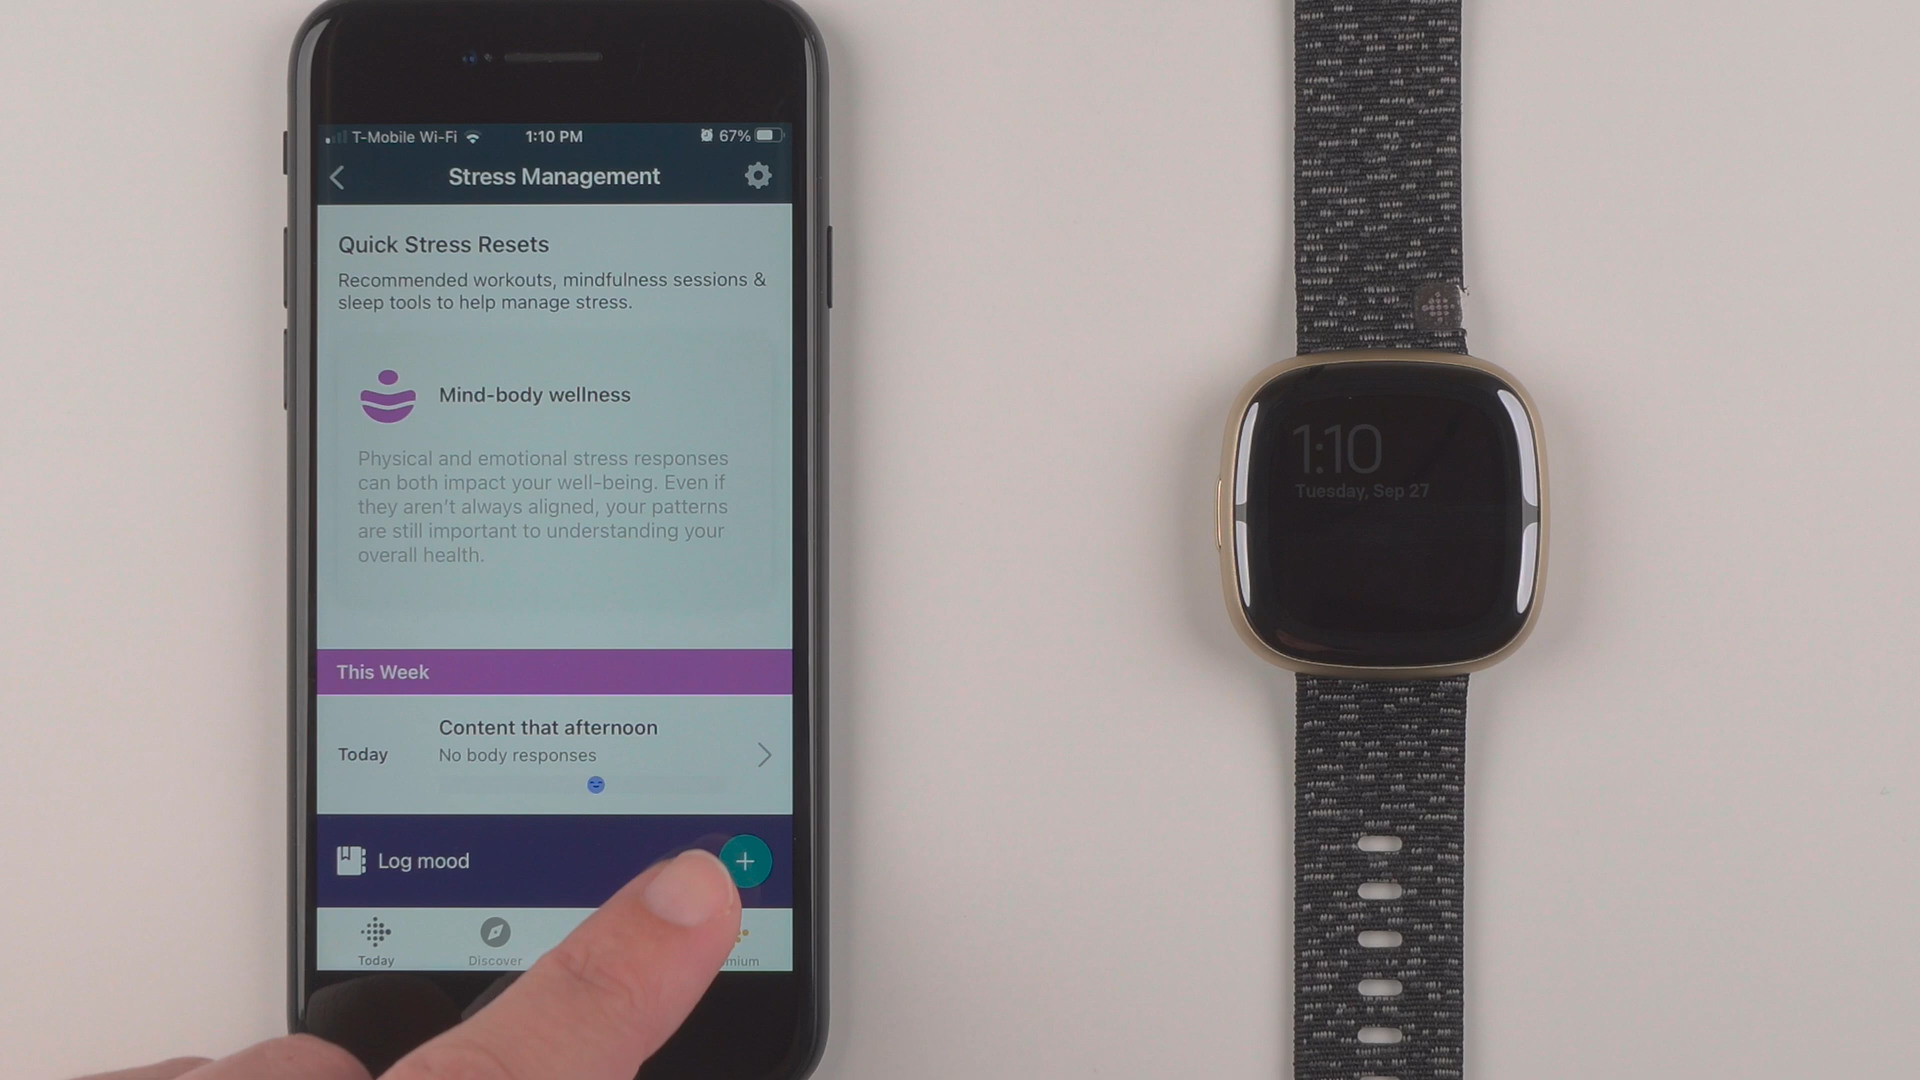 T-Mobile Wi-Fi 1:10 PM 67%
Stress Management
Quick Stress Resets
Recommended workouts, mindfulness sessions &
sleep tools to help manage stress.
Mind-body wellness
Physical and emotional stress responses
can both impact your well-being. Even if
they aren't always aligned, your patterns
are still important to understanding your
overall health.
This Week
Content that afternoon
Today
No body responses
Log mood
Today Discover mium
1:10
Tuesday, Sep 27